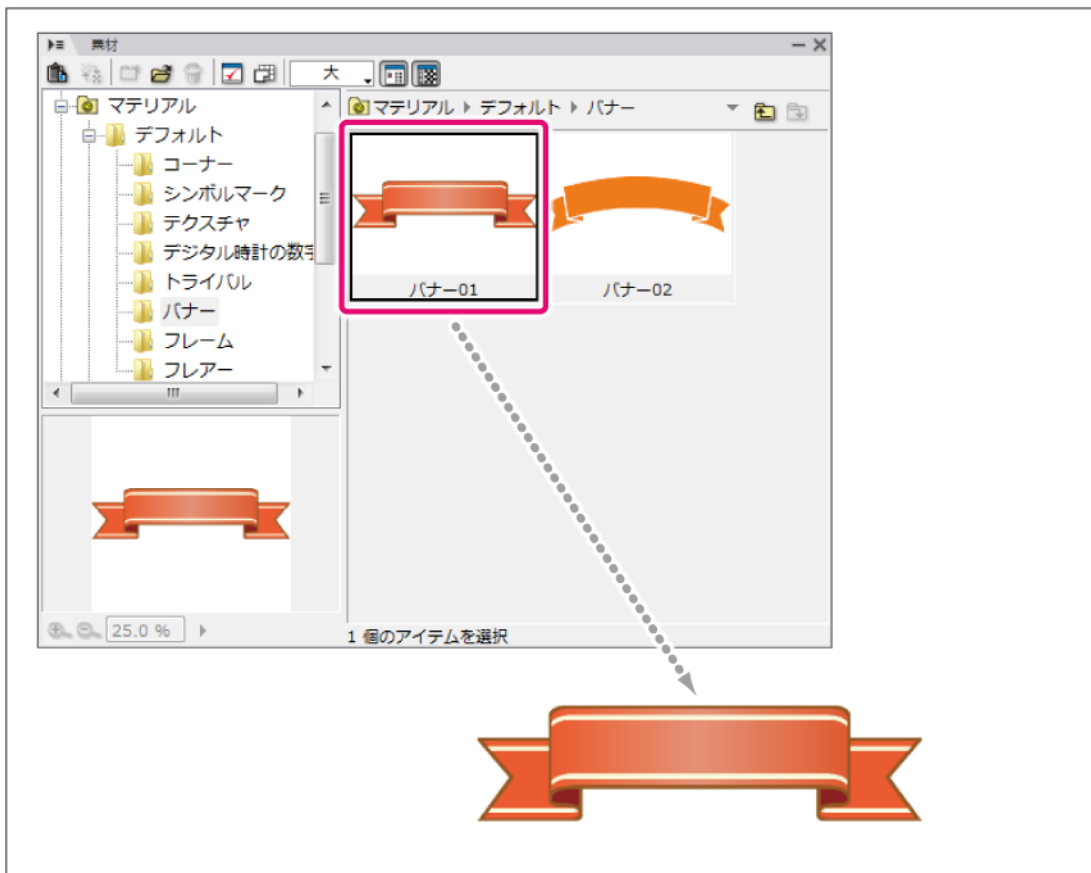 素材
大
マテリアル
デフォルト
コーナー
シンボルマーク
テクスチャ
デジタル時計の数字
トライバル
バナー
フレーム
フレアー
マテリアル デフォルト バナー
バナー01 バナー02
25.0 %
1 個のアイテムを選択